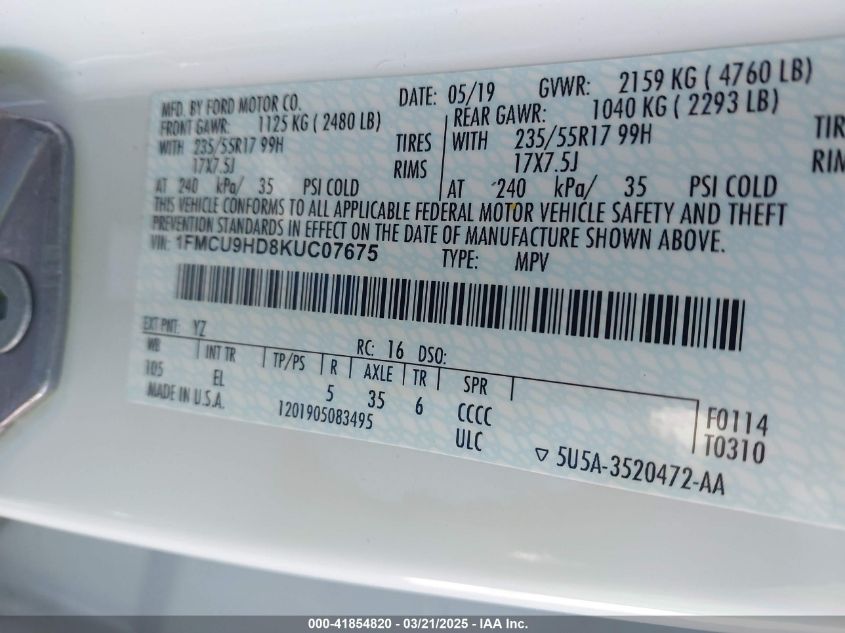 MFD. BY FORD MOTOR CO.
DATE: 05/19 GVWR: 2159 KG ( 4760 LB)
FRONT GAWR: 1125 KG ( 2480 LB)
REAR GAWR: 1040 KG ( 2293 LB)
WITH 235/55R17 99H TIRES
WITH 235/55R17 99H TIR
17X7.5J RIMS
17X7.5J RIM
AT 240 kPa/ 35 PSI COLD
AT 240 kPa/ 35 PSI COLD
THIS VEHICLE CONFORMS TO ALL APPLICABLE FEDERAL MOTOR VEHICLE SAFETY AND THEFT
PREVENTION STANDARDS IN EFFECT ON THE DATE OF MANUFACTURE SHOWN ABOVE.
VIN: 1FMCU9HD8KUC07675 TYPE: MPV
EXT PNT: YZ RC: 16 DSO:
WB INT TR TP/PS R AXLE TR SPR
105 EL 5 35 6 CCCC
MADE IN U.S.A. 1201905083495 ULC
F0114
T0310
5U5A-3520472-AA
000-41854820 / 03/21/2025 - IAA Inc.